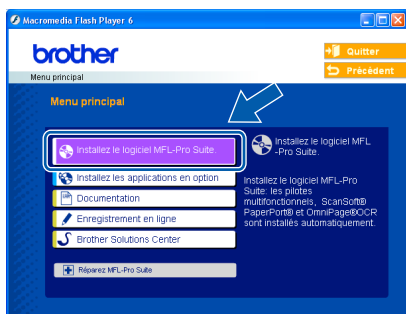 Macromedia Flash Player 6
brother
Quitter
Menu principal
Précédent
Menu principal
Installez le logiciel MFL-Pro Suite.
Installez les applications en option
Documentation
Enregistrement en ligne
Brother Solutions Center
Réparez MFL-Pro Suite
Installez le logiciel MFL
-Pro Suite.
Installez le logiciel MFL-Pro
Suite: les pilotes
multifonctionnels, ScanSoft®
PaperPort® et OmniPage®OCR
sont installés automatiquement.